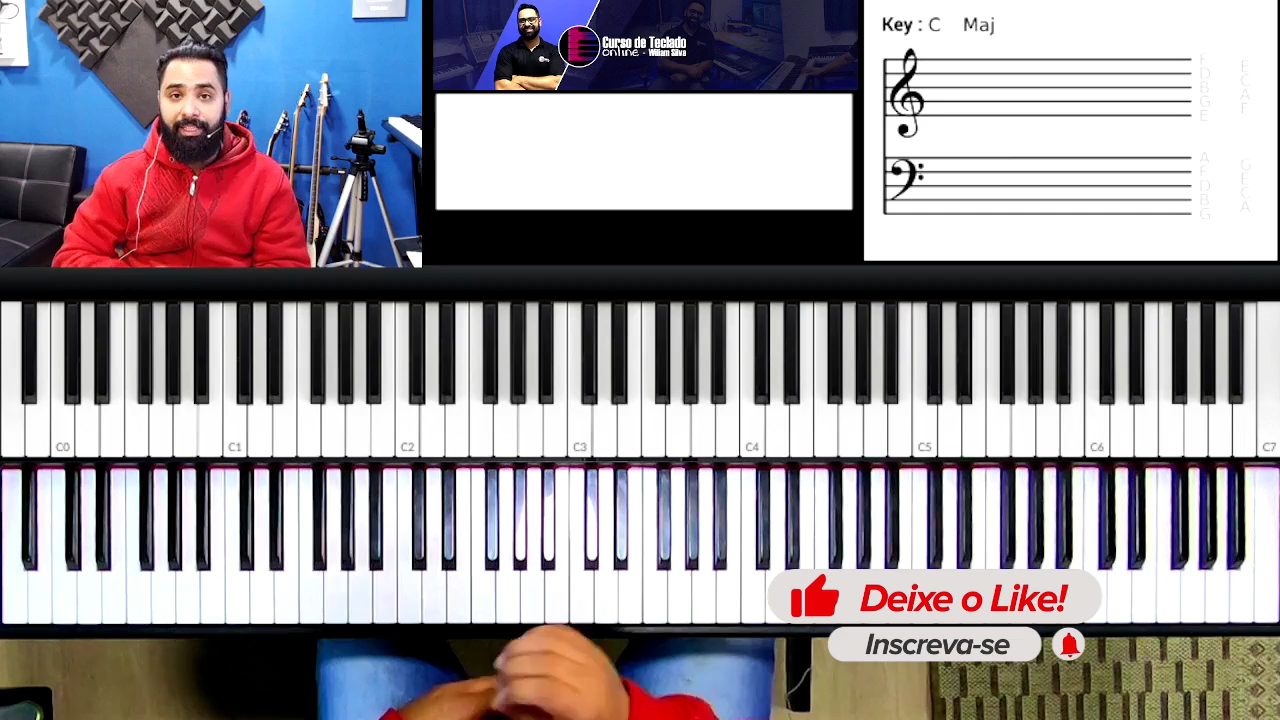 Curso de Teclado
Online - William Silva
Key : C Maj
F
D
B
G
E
E
C
A
F
A
F
D
B
G
G
E
C
A
C0 C1 C2 C3 C4 C5 C6 C7
Deixe o Like!
Inscreva-se